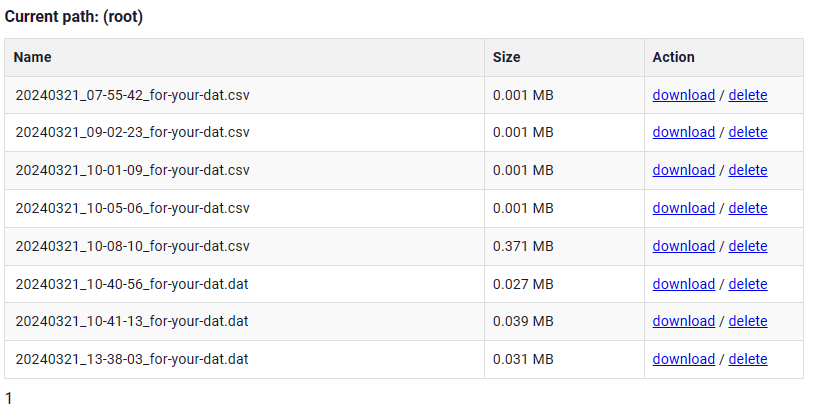 Current path: (root)
Name Size Action
20240321_07-55-42_for-your-dat.csv 0.001 MB download / delete
20240321_09-02-23_for-your-dat.csv 0.001 MB download / delete
20240321_10-01-09_for-your-dat.csv 0.001 MB download / delete
20240321_10-05-06_for-your-dat.csv 0.001 MB download / delete
20240321_10-08-10_for-your-dat.csv 0.371 MB download / delete
20240321_10-40-56_for-your-dat.dat 0.027 MB download / delete
20240321_10-41-13_for-your-dat.dat 0.039 MB download / delete
20240321_13-38-03_for-your-dat.dat 0.031 MB download / delete
1